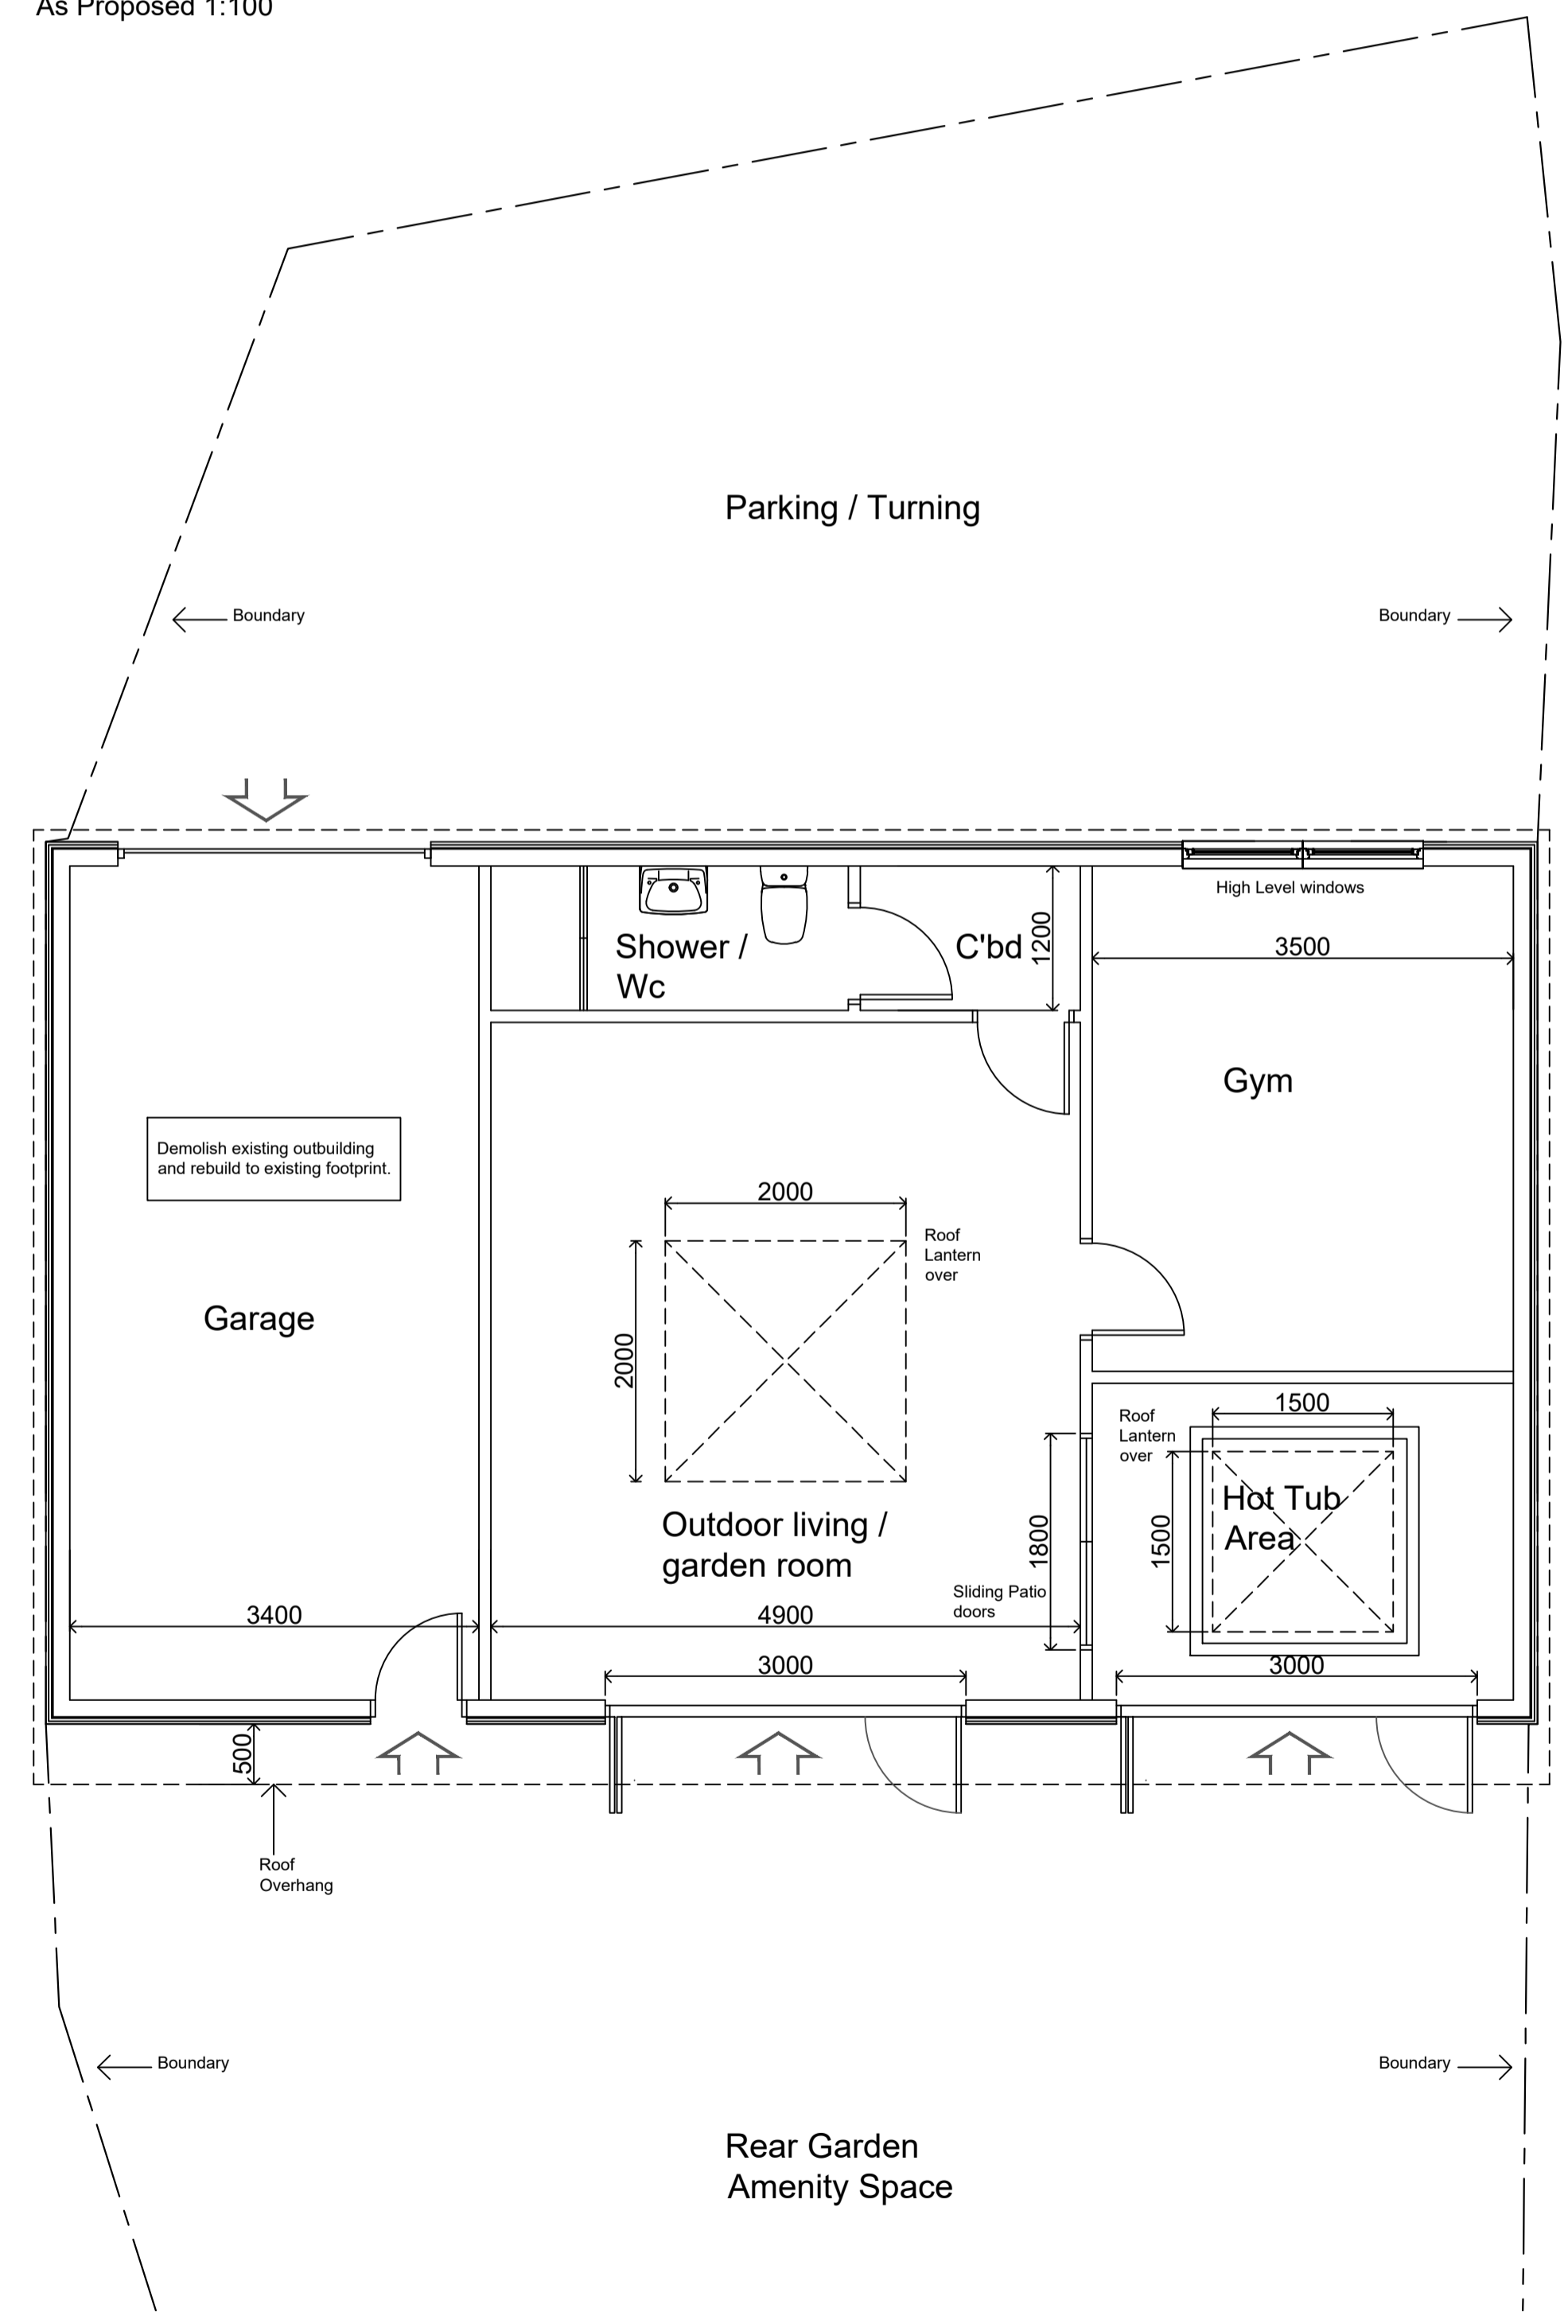 As Proposed 1:100
Parking / Turning
Boundary
Boundary
High Level windows
Shower /
Wc
C'bd
1200
3500
Gym
Demolish existing outbuilding
and rebuild to existing footprint.
2000
Roof
Lantern
over
2000
Garage
Roof
Lantern
over
1500
1500
Hot Tub
Area
Outdoor living /
garden room
1800
Sliding Patio
doors
3400
4900
3000
3000
500
Roof
Overhang
Boundary
Boundary
Rear Garden
Amenity Space